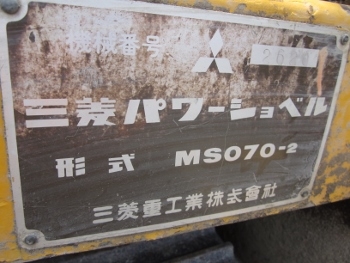 機械番号
三菱パワーショベル
形式 MS070-2
三菱重工業株式會社